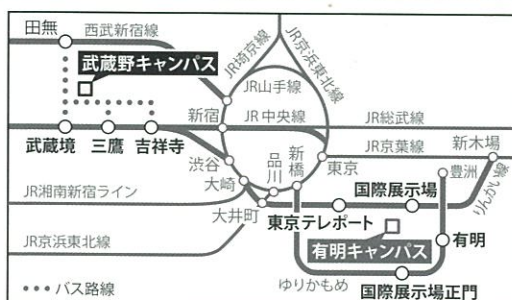 田無
西武新宿線
JR埼京線
JR京浜東北線
武蔵野キャンパス
JR山手線
新宿
JR中央線
JR総武線
武蔵境
三鷹
吉祥寺
渋谷
品川
新橋
東京
JR京葉線
新木場
大崎
豊洲
りんかい線
JR湘南新宿ライン
大井町
国際展示場
東京テレポート
有明キャンパス
有明
JR京浜東北線
••• バス路線
ゆりかもめ
国際展示場正門